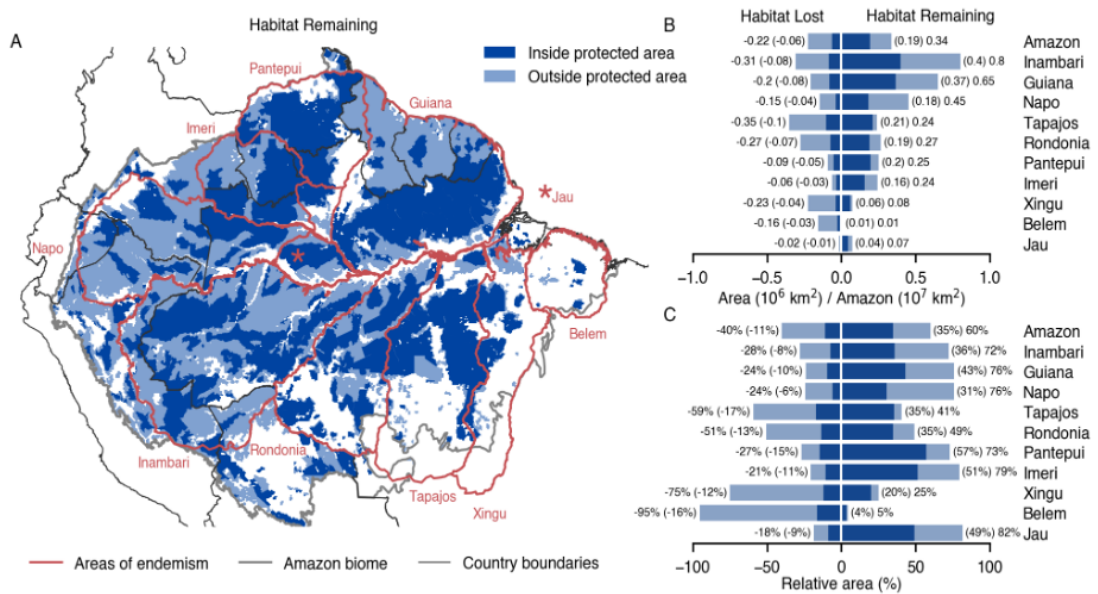 A
Habitat Remaining
Inside protected area
Outside protected area
Pantepui
Guiana
Imeri
* Jau
Napo
*
Belem
Inambari
Rondonia
Tapajos
Xingu
Areas of endemism
Amazon biome
Country boundaries
B
Habitat Lost Habitat Remaining
-0.22 (-0.06) (0.19) 0.34 Amazon
-0.31 (-0.08) (0.4) 0.8 Inambari
-0.2 (-0.08) (0.37) 0.65 Guiana
-0.15 (-0.04) (0.18) 0.45 Napo
-0.35 (-0.1) (0.21) 0.24 Tapajos
-0.27 (-0.07) (0.19) 0.27 Rondonia
-0.09 (-0.05) (0.2) 0.25 Pantepui
-0.06 (-0.03) (0.16) 0.24 Imeri
-0.23 (-0.04) (0.06) 0.08 Xingu
-0.16 (-0.03) (0.01) 0.01 Belem
-0.02 (-0.01) (0.04) 0.07 Jau
−1.0 −0.5 0.0 0.5 1.0
Area (10⁶ km²) / Amazon (10⁷ km²)
C
-40% (-11%) (35%) 60% Amazon
-28% (-8%) (36%) 72% Inambari
-24% (-10%) (43%) 76% Guiana
-24% (-6%) (31%) 76% Napo
-59% (-17%) (35%) 41% Tapajos
-51% (-13%) (35%) 49% Rondonia
-27% (-15%) (57%) 73% Pantepui
-21% (-11%) (51%) 79% Imeri
-75% (-12%) (20%) 25% Xingu
-95% (-16%) (4%) 5% Belem
-18% (-9%) (49%) 82% Jau
−100 −50 0 50 100
Relative area (%)